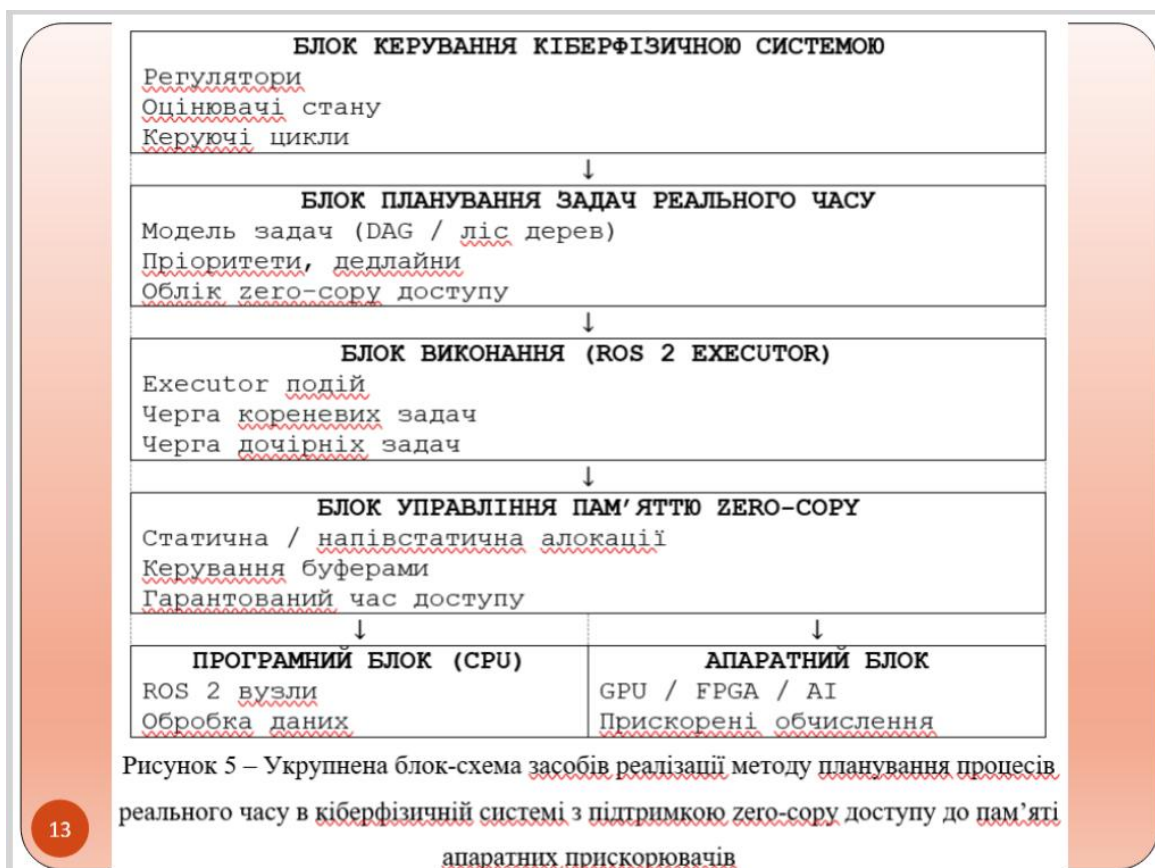 БЛОК КЕРУВАННЯ КІБЕРФІЗИЧНОЮ СИСТЕМОЮ
Регулятори
Оцінювачі стану
Керуючі цикли
↓
БЛОК ПЛАНУВАННЯ ЗАДАЧ РЕАЛЬНОГО ЧАСУ
Модель задач (DAG / ліс дерев)
Пріоритети, дедлайни
Облік zero-copy доступу
↓
БЛОК ВИКОНАННЯ (ROS 2 EXECUTOR)
Executor подій
Черга кореневих задач
Черга дочірніх задач
↓
БЛОК УПРАВЛІННЯ ПАМ’ЯТТЮ ZERO-COPY
Статична / напівстатична алокації
Керування буферами
Гарантований час доступу
↓ ↓
ПРОГРАМНИЙ БЛОК (CPU)
ROS 2 вузли
Обробка даних
АПАРАТНИЙ БЛОК
GPU / FPGA / AI
Прискорені обчислення
Рисунок 5 – Укрупнена блок-схема засобів реалізації методу планування процесів
реального часу в кіберфізичній системі з підтримкою zero-copy доступу до пам’яті
апаратних прискорювачів
13